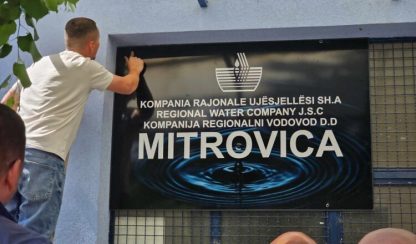 KOMPANIA RAJONALE UJËSJELLËSI SH.A
REGIONAL WATER COMPANY J.S.C
KOMPANIJA REGIONALNI VODOVOD D.D
MITROVICA